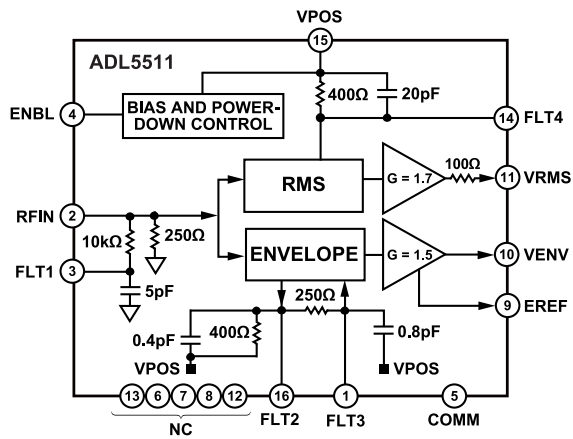 VPOS
15
ADL5511
400Ω
20pF
ENBL
4
BIAS AND POWER-
DOWN CONTROL
14
FLT4
RMS
G = 1.7
100Ω
11
VRMS
RFIN
2
10kΩ
250Ω
ENVELOPE
G = 1.5
10
VENV
FLT1
3
5pF
250Ω
9
EREF
0.4pF
400Ω
0.8pF
VPOS
VPOS
13
6
7
8
12
16
1
5
NC
FLT2
FLT3
COMM